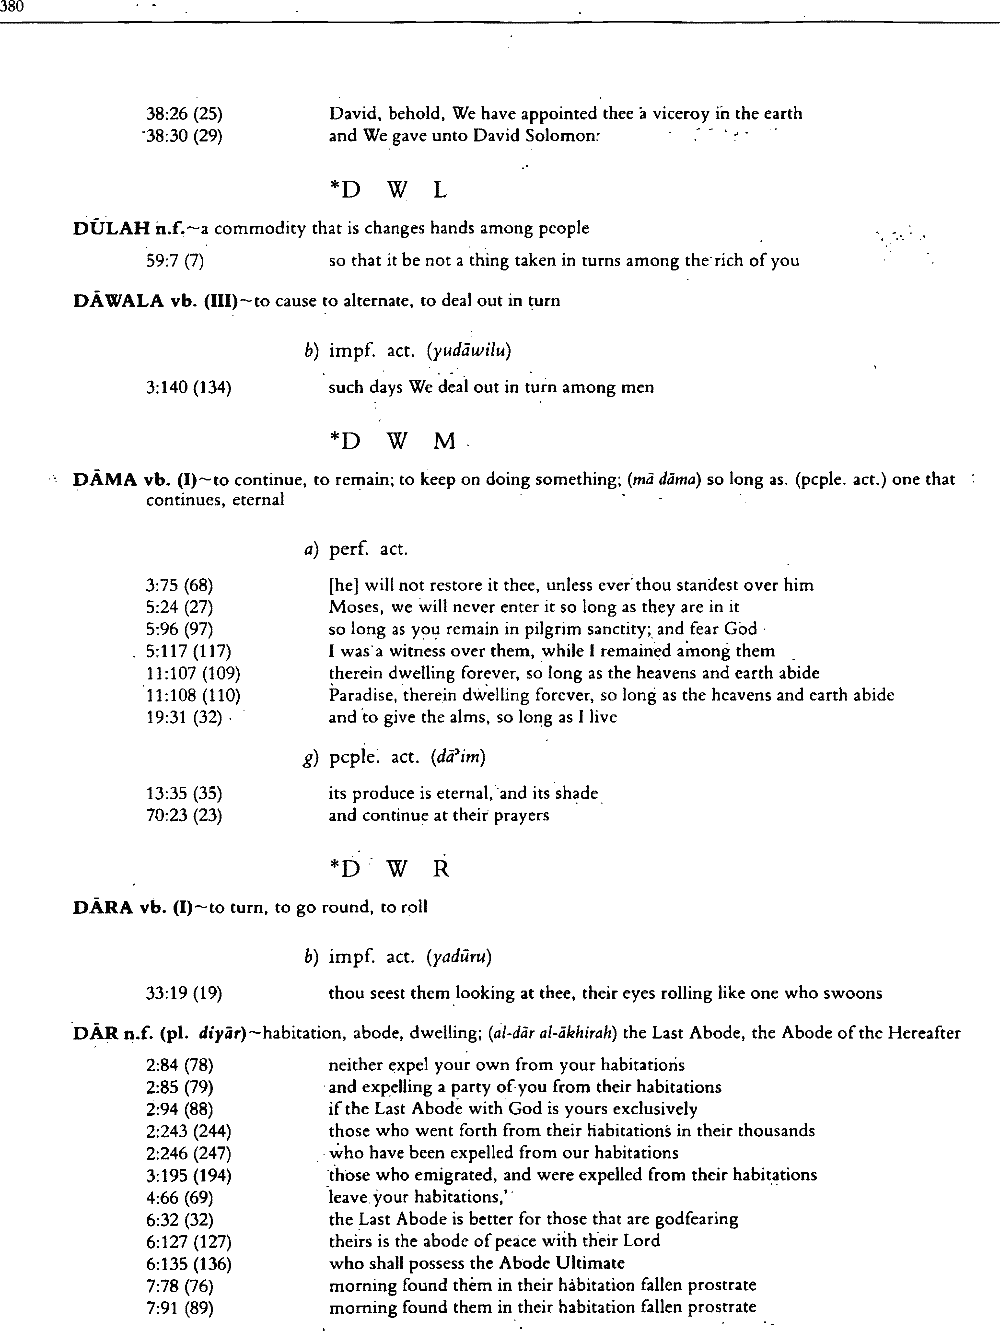 380
38:26 (25) David, behold, We have appointed thee a viceroy in the earth
38:30 (29) and We gave unto David Solomon:
*D W L
DŪLAH n.f.~a commodity that is changes hands among people
59:7 (7) so that it be not a thing taken in turns among the rich of you
DĀWALA vb. (III)~to cause to alternate, to deal out in turn
b) impf. act. (yudāwilu)
3:140 (134) such days We deal out in turn among men
*D W M
DĀMA vb. (I)~to continue, to remain; to keep on doing something; (mā dāma) so long as. (pcple. act.) one that
continues, eternal
a) perf. act.
3:75 (68) [he] will not restore it thee, unless ever thou standest over him
5:24 (27) Moses, we will never enter it so long as they are in it
5:96 (97) so long as you remain in pilgrim sanctity; and fear God
5:117 (117) I was a witness over them, while I remained among them
11:107 (109) therein dwelling forever, so long as the heavens and earth abide
11:108 (110) Paradise, therein dwelling forever, so long as the heavens and earth abide
19:31 (32) and to give the alms, so long as I live
g) pcple. act. (dāʾim)
13:35 (35) its produce is eternal, and its shade
70:23 (23) and continue at their prayers
*D W R
DĀRA vb. (I)~to turn, to go round, to roll
b) impf. act. (yadūru)
33:19 (19) thou seest them looking at thee, their eyes rolling like one who swoons
DĀR n.f. (pl. diyār)~habitation, abode, dwelling; (al-dār al-ākhirah) the Last Abode, the Abode of the Hereafter
2:84 (78) neither expel your own from your habitations
2:85 (79) and expelling a party of you from their habitations
2:94 (88) if the Last Abode with God is yours exclusively
2:243 (244) those who went forth from their habitations in their thousands
2:246 (247) who have been expelled from our habitations
3:195 (194) those who emigrated, and were expelled from their habitations
4:66 (69) leave your habitations,'
6:32 (32) the Last Abode is better for those that are godfearing
6:127 (127) theirs is the abode of peace with their Lord
6:135 (136) who shall possess the Abode Ultimate
7:78 (76) morning found them in their habitation fallen prostrate
7:91 (89) morning found them in their habitation fallen prostrate